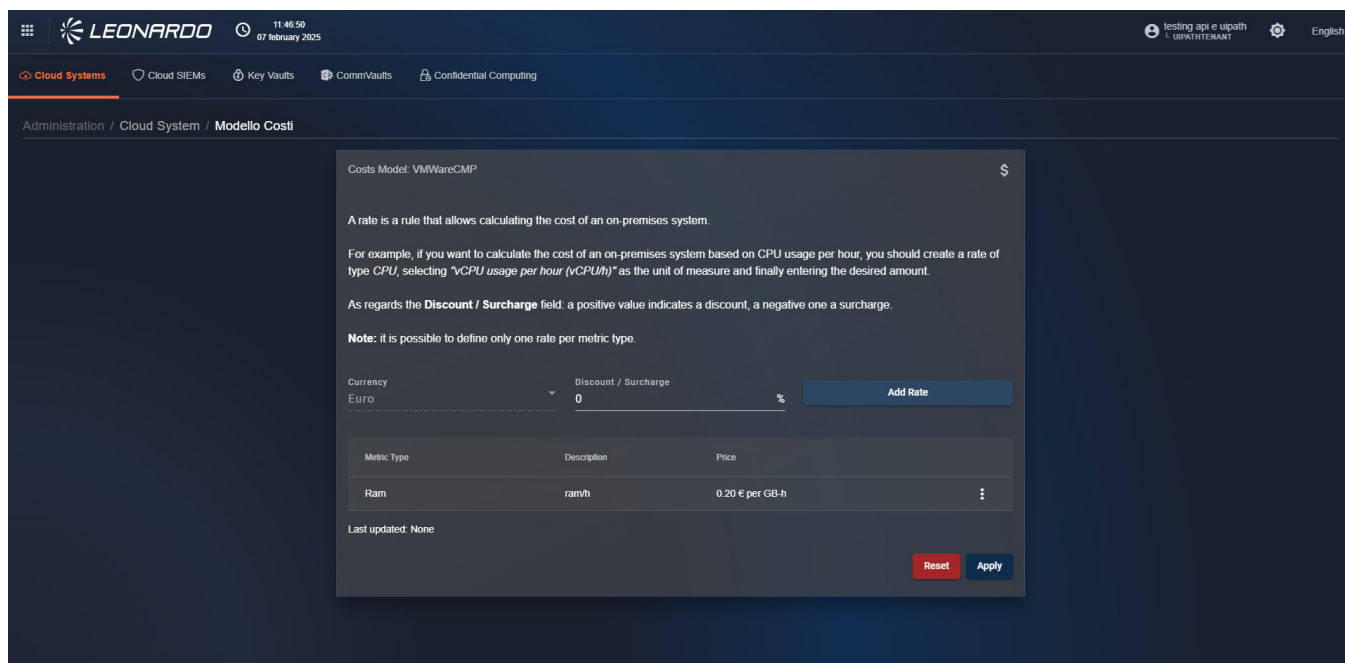 LEONARDO
11:46:50
07 february 2025
testing api e uipath
UIPATHTENANT
English
Cloud Systems
Cloud SIEMs
Key Vaults
CommVaults
Confidential Computing
Administration / Cloud System / Modello Costi
Costs Model: VMWareCMP
$
A rate is a rule that allows calculating the cost of an on-premises system.
For example, if you want to calculate the cost of an on-premises system based on CPU usage per hour, you should create a rate of
type CPU, selecting "vCPU usage per hour (vCPU/h)" as the unit of measure and finally entering the desired amount.
As regards the Discount / Surcharge field: a positive value indicates a discount, a negative one a surcharge.
Note: it is possible to define only one rate per metric type.
Currency
Euro
Discount / Surcharge
0 %
Add Rate
Metric Type Description Price
Ram ram/h 0.20 € per GB-h
Last updated: None
Reset Apply